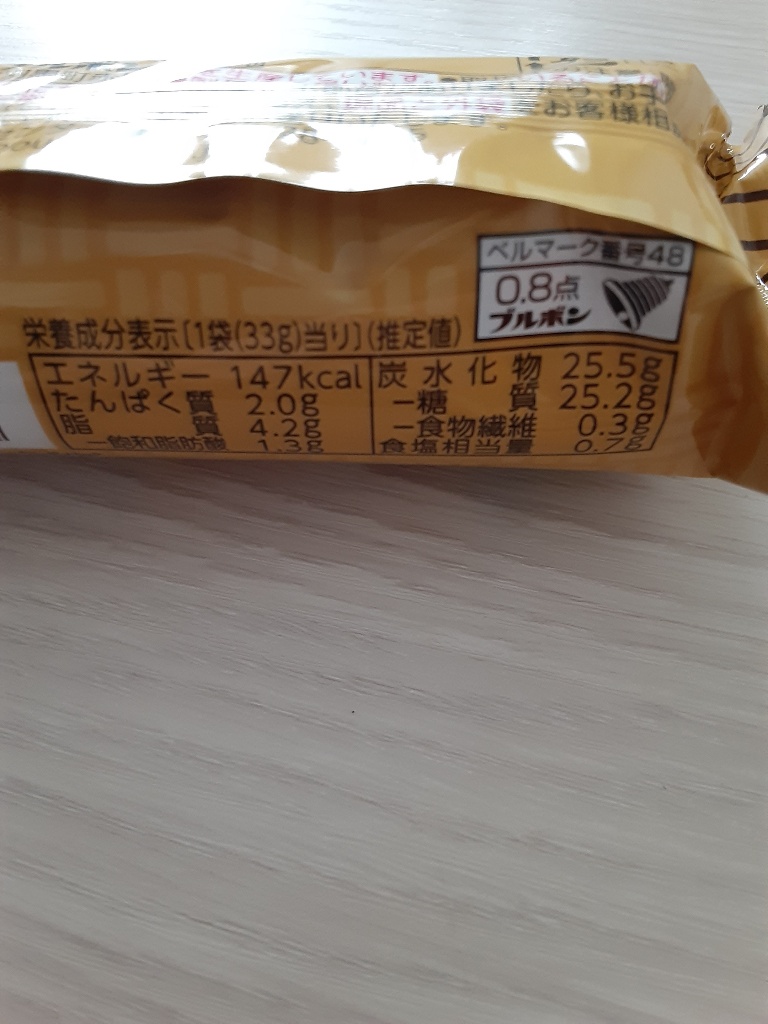 お客様相
ベルマーク番号48
0.8点
ブルボン
栄養成分表示〔1袋(33g)当り〕(推定値)
エネルギー 147kcal
たんぱく質 2.0g
脂質 4.2g
－飽和脂肪酸 1.3g
炭水化物 25.5g
－糖質 25.2g
－食物繊維 0.3g
食塩相当量 0.7g